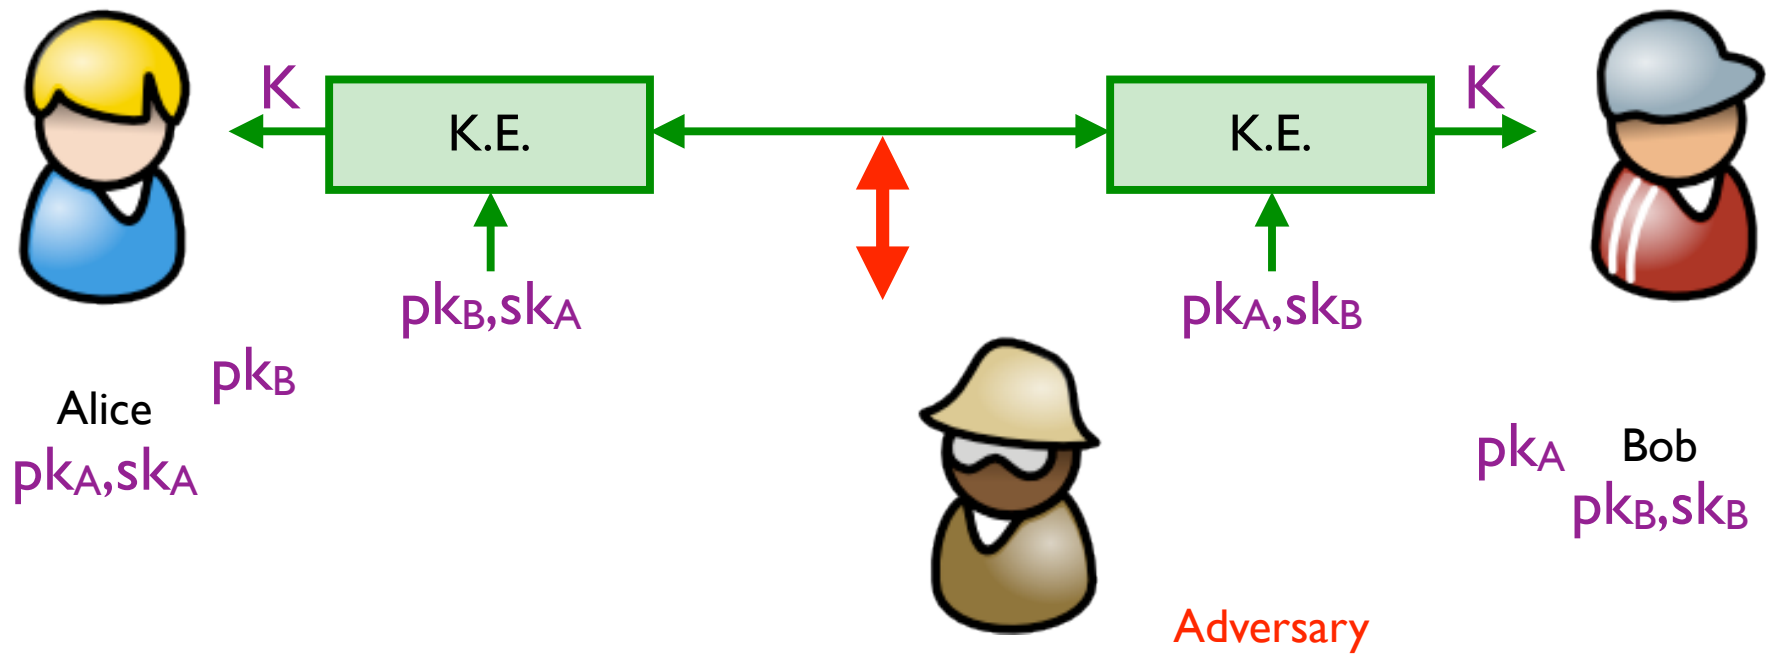 K
K.E.
K.E.
K
pkB,skA
pkA,skB
pkB
Alice
pkA,skA
pkA
Bob
pkB,skB
Adversary